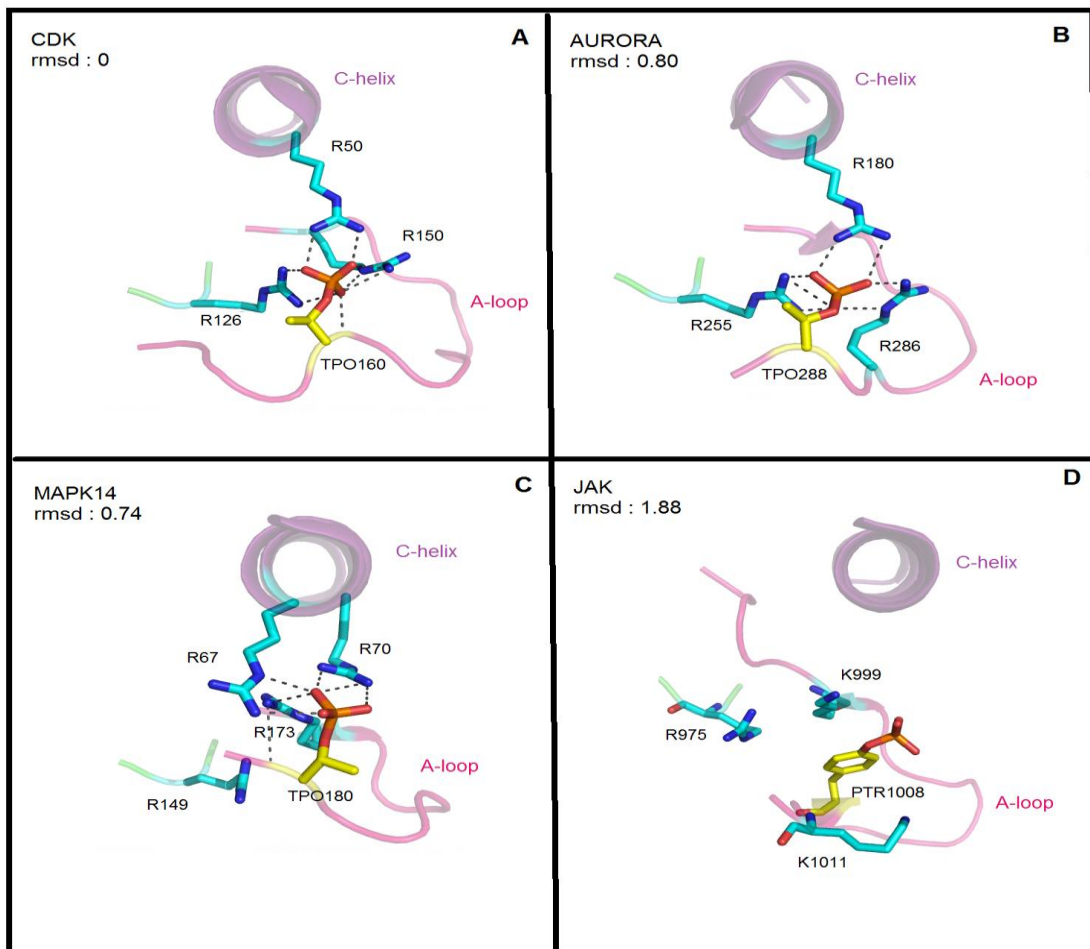 CDK
rmsd : 0
A
C-helix
R50
R150
R126
A-loop
TPO160
AURORA
rmsd : 0.80
B
C-helix
R180
R255
R286
TPO288
A-loop
MAPK14
rmsd : 0.74
C
C-helix
R67
R70
R173
A-loop
R149
TPO180
JAK
rmsd : 1.88
D
C-helix
K999
R975
PTR1008
A-loop
K1011